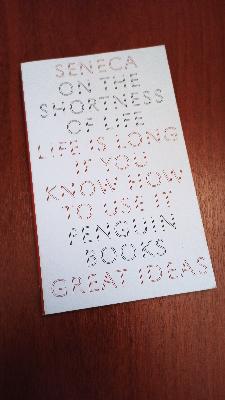 SENECA
ON THE
SHORTNESS
OF LIFE
LIFE IS LONG
IF YOU
KNOW HOW
TO USE IT
PENGUIN
BOOKS
GREAT IDEAS